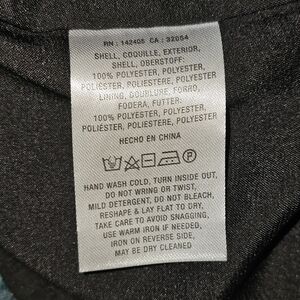 RN : 142405 CA : 32054
SHELL, COQUILLE, EXTERIOR,
SHELL, OBERSTOFF:
100% POLYESTER, POLYESTER,
POLIÉSTER, POLIESTERE, POLYESTER
LINING, DOUBLURE, FORRO,
FODERA, FUTTER:
100% POLYESTER, POLYESTER,
POLIÉSTER, POLIESTERE, POLYESTER
HECHO EN CHINA
HAND WASH COLD, TURN INSIDE OUT,
DO NOT WRING OR TWIST,
MILD DETERGENT, DO NOT BLEACH,
RESHAPE & LAY FLAT TO DRY,
TAKE CARE TO AVOID SNAGGING,
USE WARM IRON IF NEEDED,
IRON ON REVERSE SIDE,
MAY BE DRY CLEANED